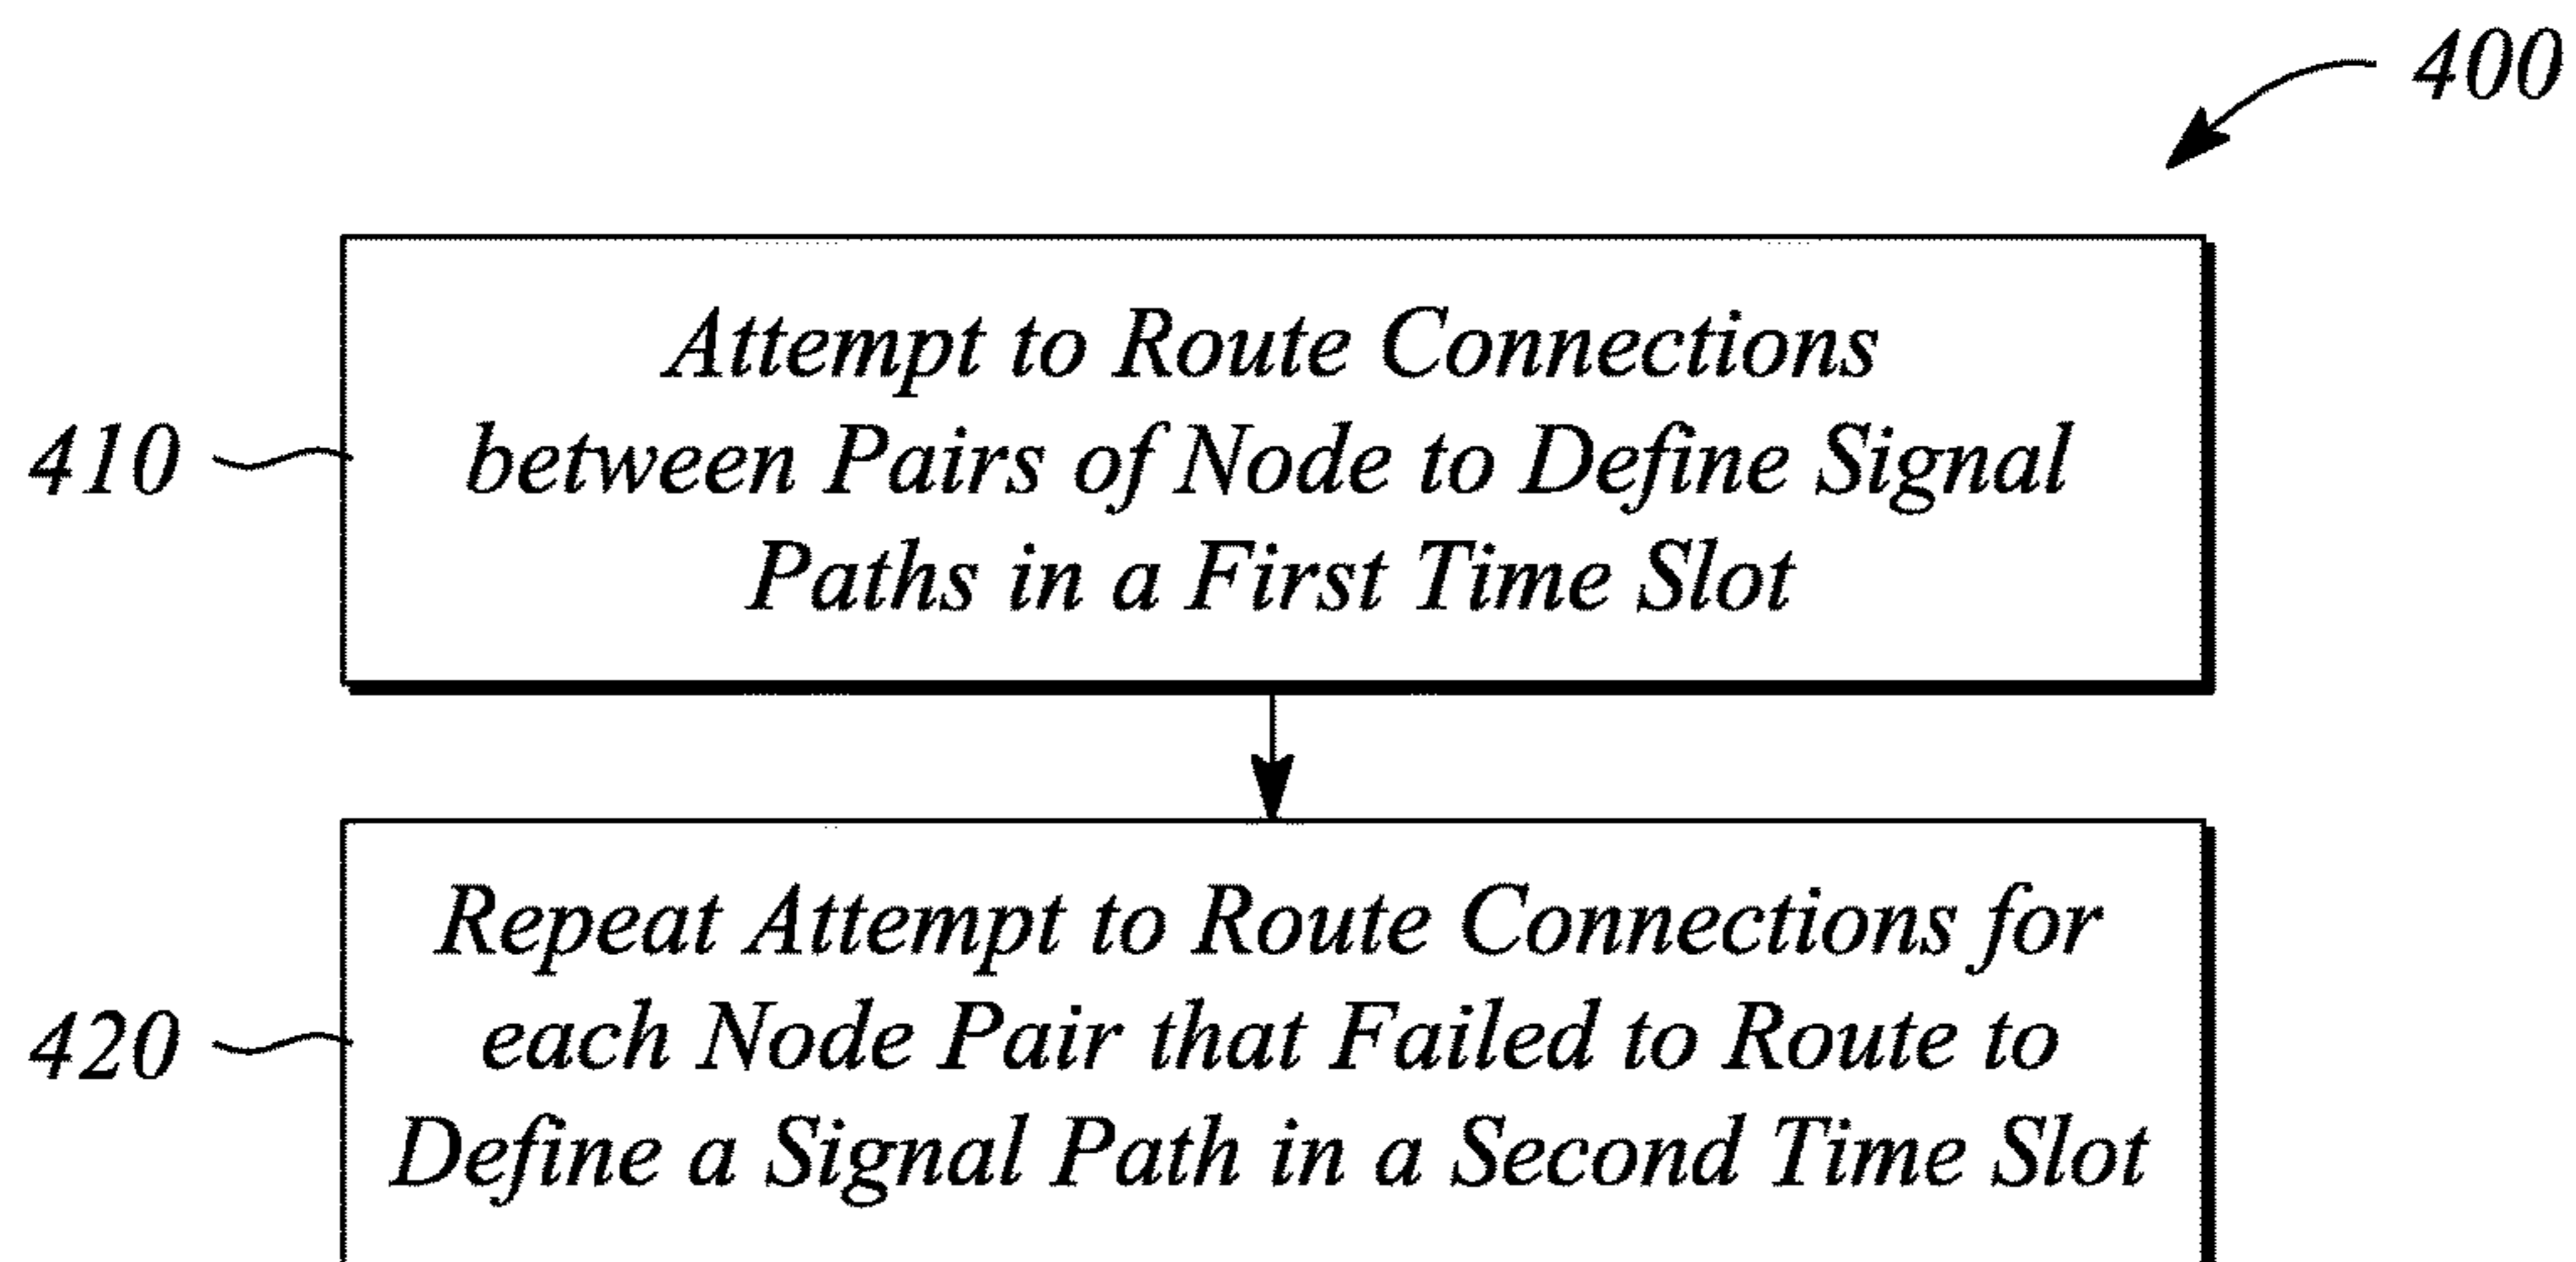 400
Attempt to Route Connections
410
between Pairs of Node to Define Signal
Paths in a First Time Slot
Repeat Attempt to Route Connections for
420
each Node Pair that Failed to Route to
Define a Signal Path in a Second Time Slot